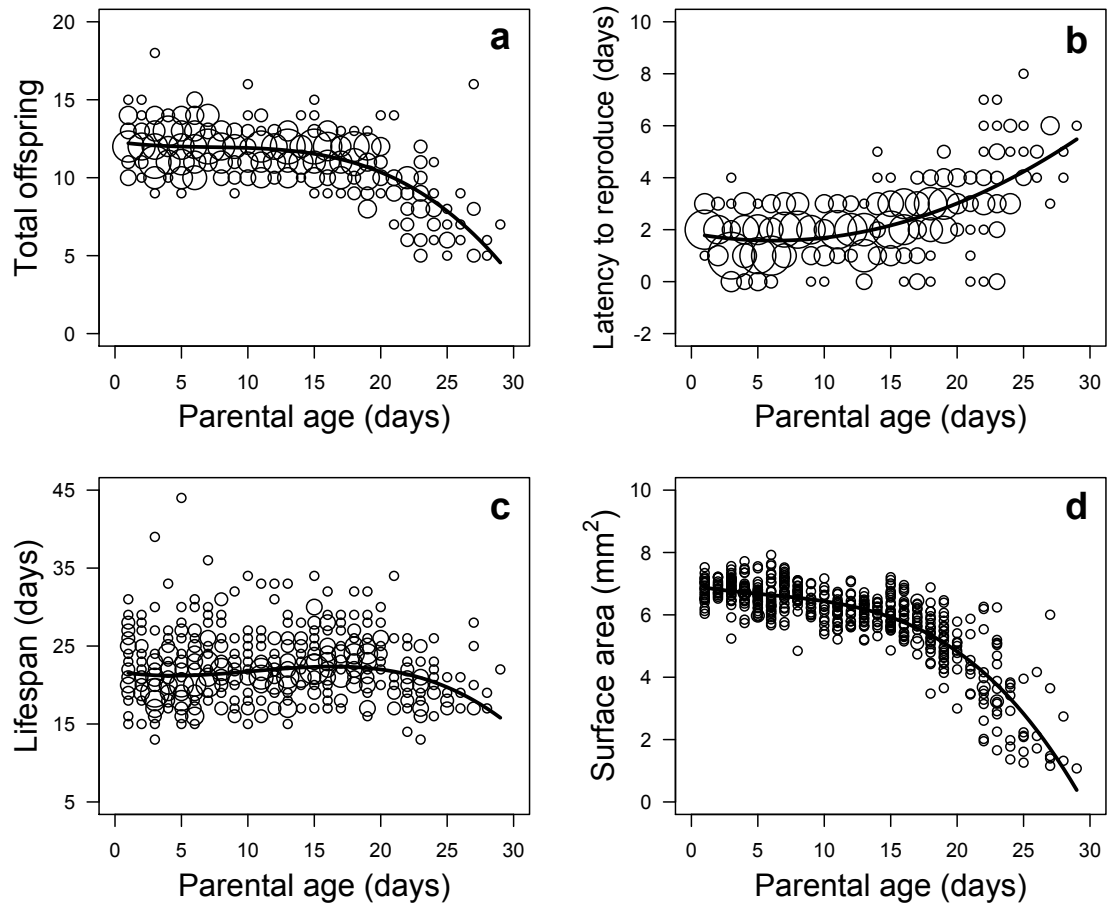 a
Total offspring
20
15
10
5
0
0 5 10 15 20 25 30
Parental age (days)
b
Latency to reproduce (days)
10
8
6
4
2
0
-2
0 5 10 15 20 25 30
Parental age (days)
c
Lifespan (days)
45
35
25
15
5
0 5 10 15 20 25 30
Parental age (days)
d
Surface area (mm²)
10
8
6
4
2
0
0 5 10 15 20 25 30
Parental age (days)